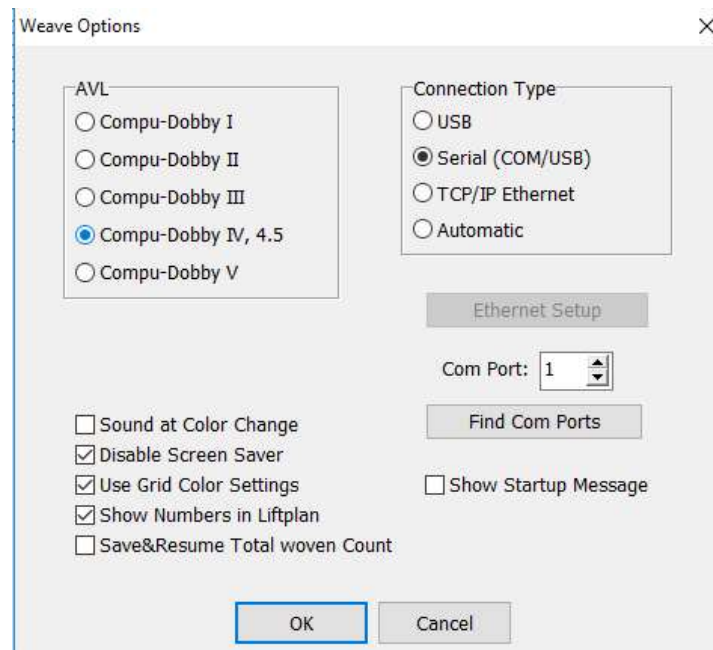 Weave Options
AVL
Compu-Dobby I
Compu-Dobby II
Compu-Dobby III
Compu-Dobby IV, 4.5
Compu-Dobby V
Connection Type
USB
Serial (COM/USB)
TCP/IP Ethernet
Automatic
Ethernet Setup
Com Port: 1
Find Com Ports
Sound at Color Change
Disable Screen Saver
Use Grid Color Settings
Show Numbers in Liftplan
Save&Resume Total woven Count
Show Startup Message
OK
Cancel